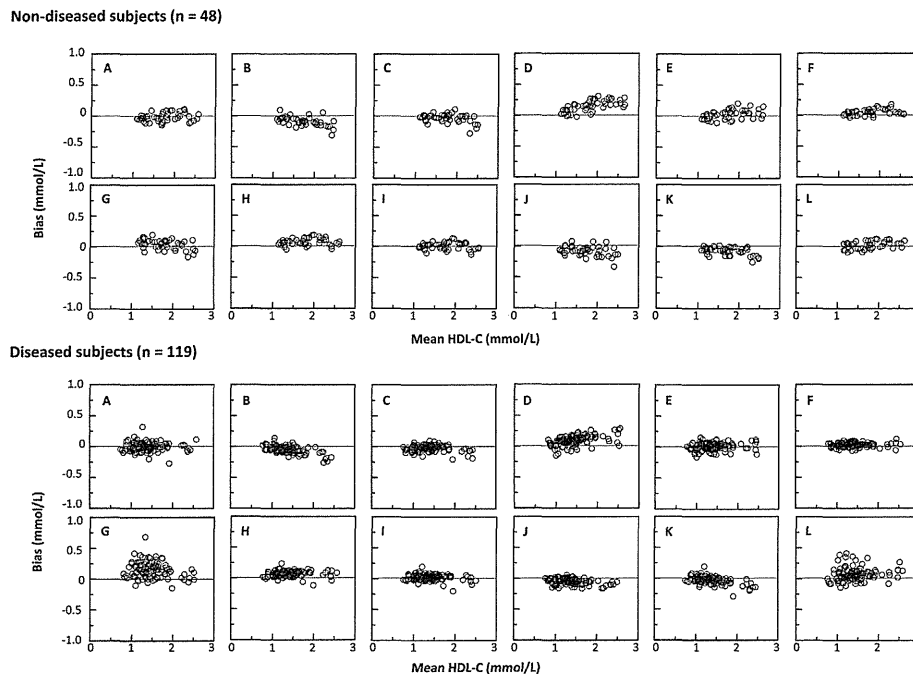 Non-diseased subjects (n = 48)
1.0
0.5
0
-0.5
-1.0
A B C D E F
1.0
0.5
0
-0.5
-1.0
G H I J K L
Bias (mmol/L)
0 1 2 3 0 1 2 3 0 1 2 3 0 1 2 3 0 1 2 3 0 1 2 3
Mean HDL-C (mmol/L)
Diseased subjects (n = 119)
1.0
0.5
0
-0.5
-1.0
A B C D E F
1.0
0.5
0
-0.5
-1.0
G H I J K L
Bias (mmol/L)
0 1 2 3 0 1 2 3 0 1 2 3 0 1 2 3 0 1 2 3 0 1 2 3
Mean HDL-C (mmol/L)